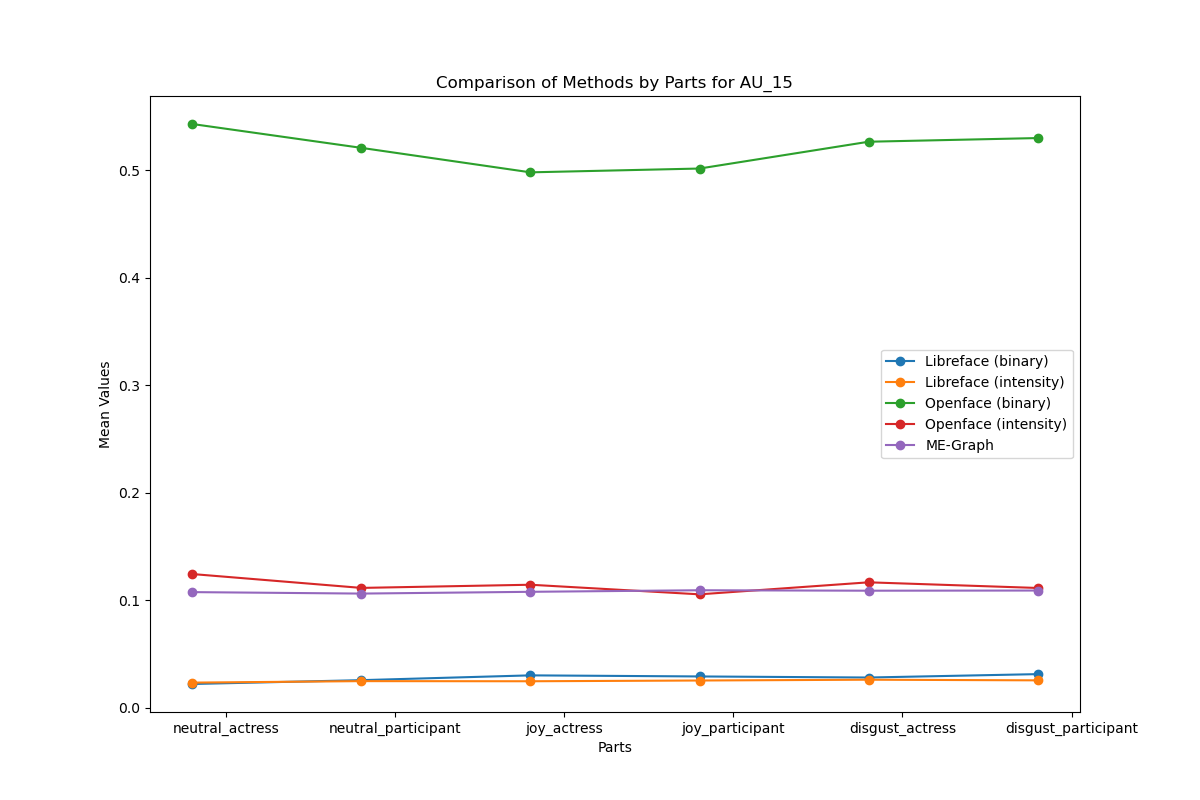 Comparison of Methods by Parts for AU_15
Mean Values
0.5
0.4
0.3
0.2
0.1
0.0
Libreface (binary)
Libreface (intensity)
Openface (binary)
Openface (intensity)
ME-Graph
neutral_actress neutral_participant joy_actress joy_participant disgust_actress disgust_participant
Parts